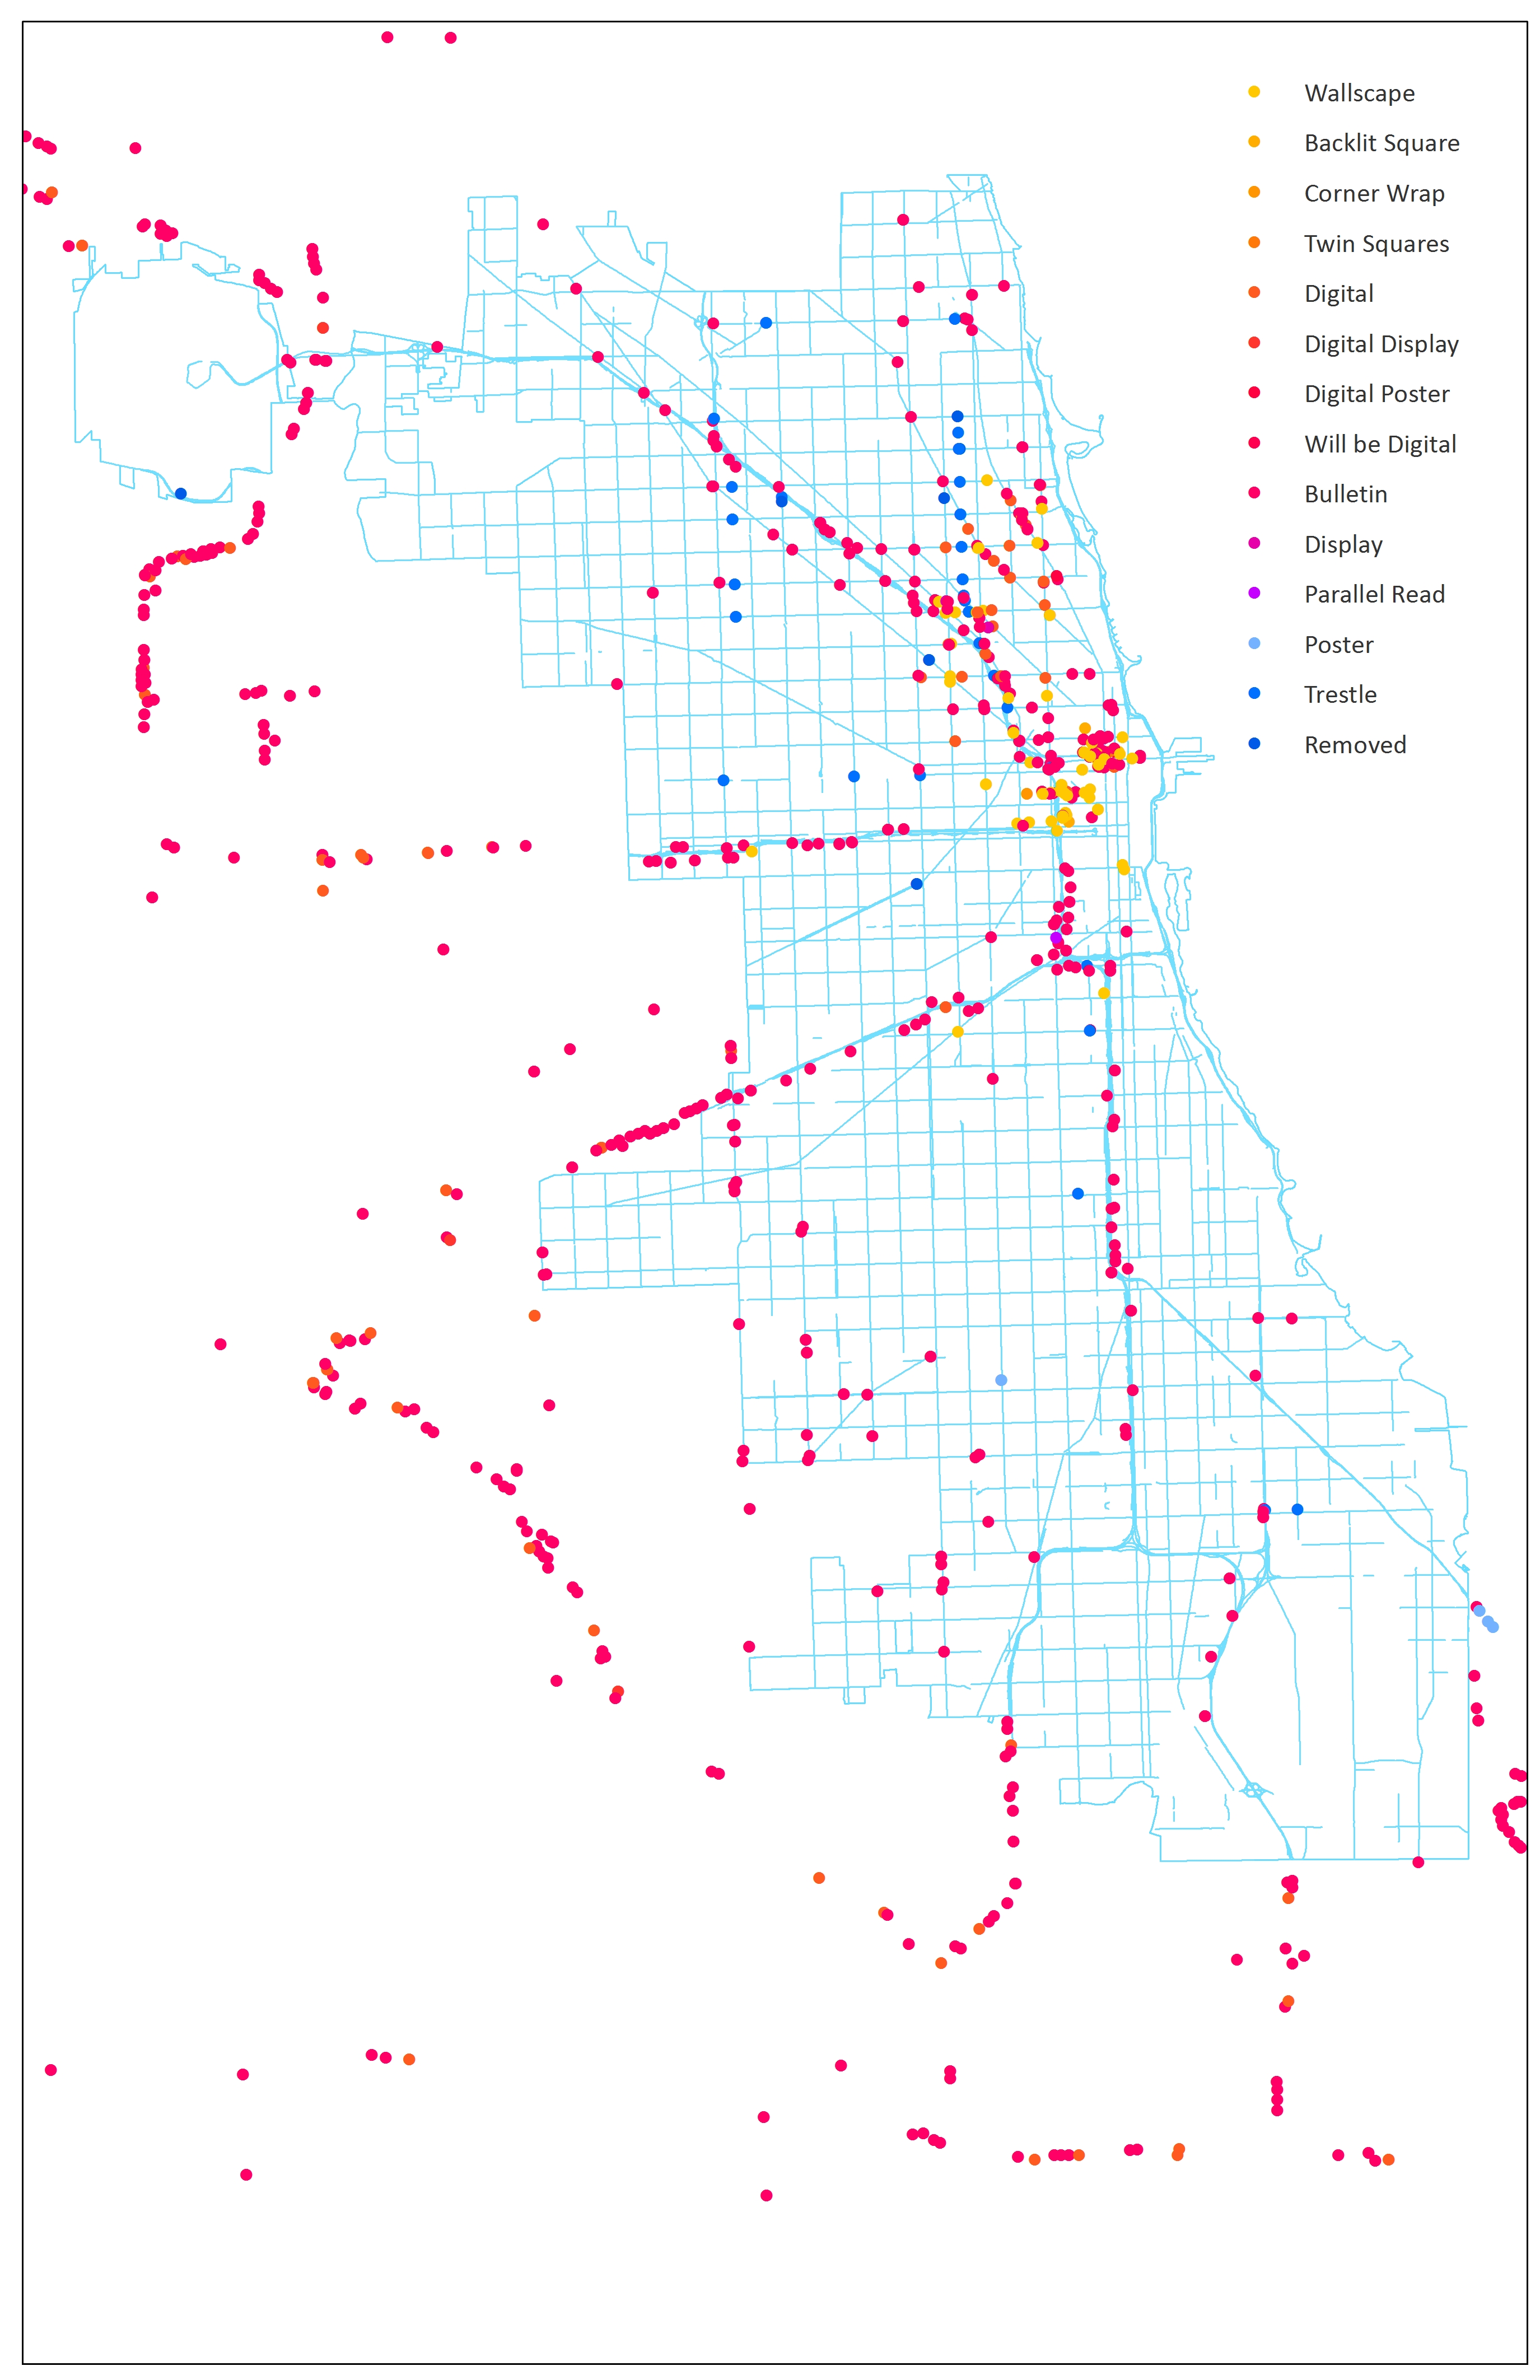 Wallscape
Backlit Square
Corner Wrap
Twin Squares
Digital
Digital Display
Digital Poster
Will be Digital
Bulletin
Display
Parallel Read
Poster
Trestle
Removed